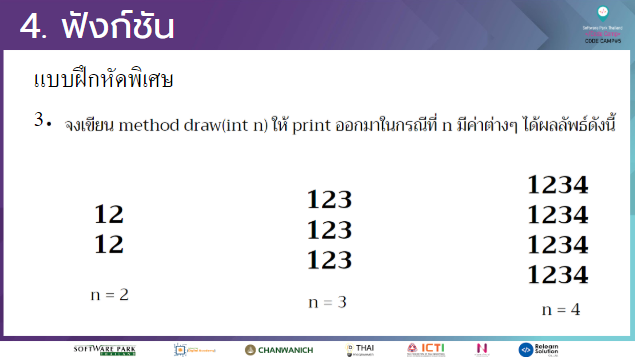 4. ฟังก์ชัน
CODE CAMPUS
แบบฝึกหัดพิเศษ
3. จงเขียน method draw(int n) ให้ print ออกมาในกรณีที่ n มีค่าต่างๆ ได้ผลลัพธ์ดังนี้
12
12
n = 2
123
123
123
n = 3
1234
1234
1234
1234
n = 4
SOFTWARE PARK
THAILAND
CHANWANICH
THAI
ICTI
Relearn
Solution